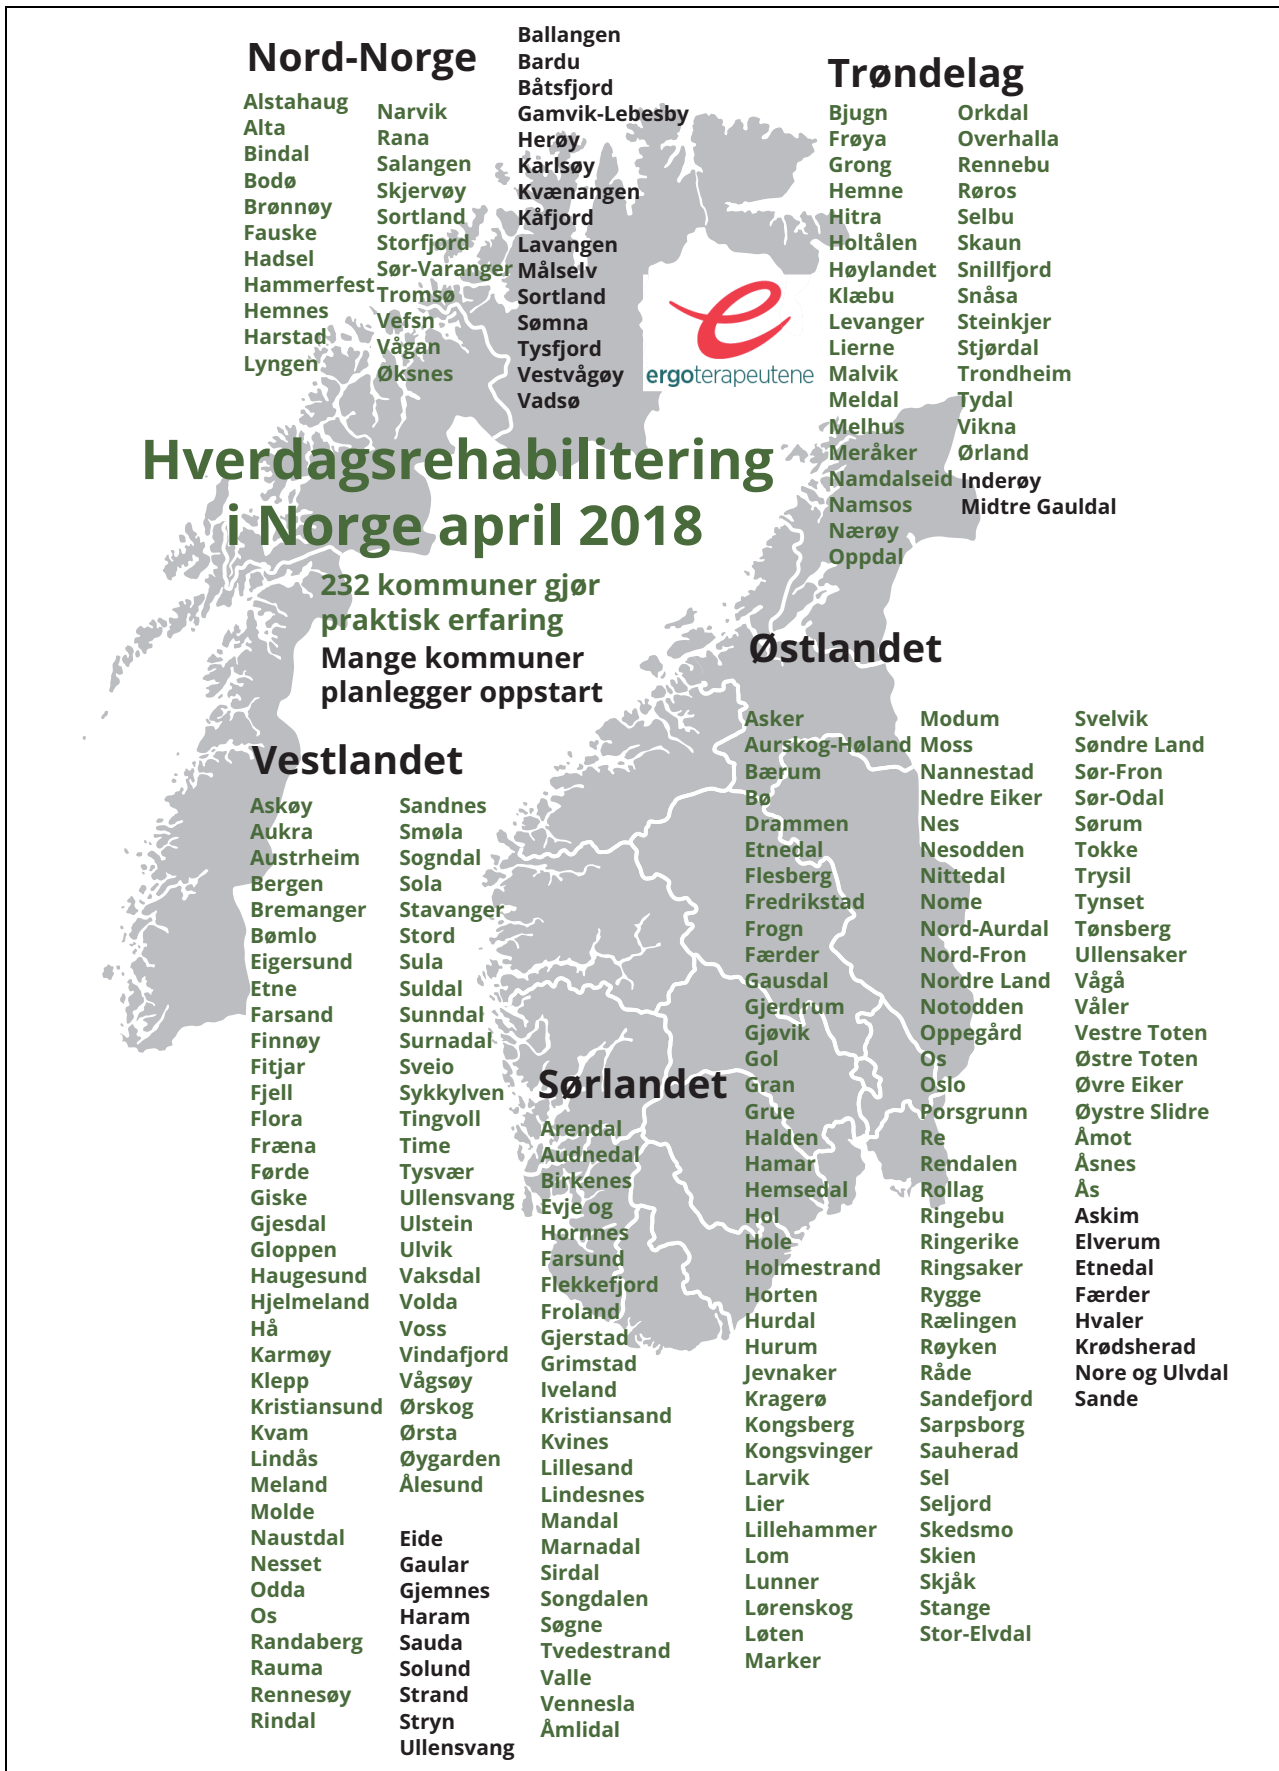 Nord-Norge
Alstahaug
Alta
Bindal
Bodø
Brønnøy
Fauske
Hadsel
Hammerfest
Hemnes
Harstad
Lyngen
Narvik
Rana
Salangen
Skjervøy
Sortland
Storfjord
Sør-Varanger
Tromsø
Vefsn
Vågan
Øksnes
Ballangen
Bardu
Båtsfjord
Gamvik-Lebesby
Herøy
Karlsøy
Kvænangen
Kåfjord
Lavangen
Målselv
Sortland
Sømna
Tysfjord
Vestvågøy
Vadsø
ergoterapeutene
Trøndelag
Bjugn
Frøya
Grong
Hemne
Hitra
Holtålen
Høylandet
Klæbu
Levanger
Lierne
Malvik
Meldal
Melhus
Meråker
Namdalseid
Namsos
Nærøy
Oppdal
Orkdal
Overhalla
Rennebu
Røros
Selbu
Skaun
Snillfjord
Snåsa
Steinkjer
Stjørdal
Trondheim
Tydal
Vikna
Ørland
Inderøy
Midtre Gauldal
Hverdagsrehabilitering
i Norge april 2018
232 kommuner gjør
praktisk erfaring
Mange kommuner
planlegger oppstart
Vestlandet
Askøy
Aukra
Austrheim
Bergen
Bremanger
Bømlo
Eigersund
Etne
Farsand
Finnøy
Fitjar
Fjell
Flora
Fræna
Førde
Giske
Gjesdal
Gloppen
Haugesund
Hjelmeland
Hå
Karmøy
Klepp
Kristiansund
Kvam
Lindås
Meland
Molde
Naustdal
Nesset
Odda
Os
Randaberg
Rauma
Rennesøy
Rindal
Sandnes
Smøla
Sogndal
Sola
Stavanger
Stord
Sula
Suldal
Sunndal
Surnadal
Sveio
Sykkylven
Tingvoll
Time
Tysvær
Ullensvang
Ulstein
Ulvik
Vaksdal
Volda
Voss
Vindafjord
Vågsøy
Ørskog
Ørsta
Øygarden
Ålesund
Eide
Gaular
Gjemnes
Haram
Sauda
Solund
Strand
Stryn
Ullensvang
Sørlandet
Arendal
Audnedal
Birkenes
Evje og
Hornnes
Farsund
Flekkefjord
Froland
Gjerstad
Grimstad
Iveland
Kristiansand
Kvines
Lillesand
Lindesnes
Mandal
Marnadal
Sirdal
Songdalen
Søgne
Tvedestrand
Valle
Vennesla
Åmlidal
Østlandet
Asker
Aurskog-Høland
Bærum
Bø
Drammen
Etnedal
Flesberg
Fredrikstad
Frogn
Færder
Gausdal
Gjerdrum
Gjøvik
Gol
Gran
Grue
Halden
Hamar
Hemsedal
Hol
Hole
Holmestrand
Horten
Hurdal
Hurum
Jevnaker
Kragerø
Kongsberg
Kongsvinger
Larvik
Lier
Lillehammer
Lom
Lunner
Lørenskog
Løten
Marker
Modum
Moss
Nannestad
Nedre Eiker
Nes
Nesodden
Nittedal
Nome
Nord-Aurdal
Nord-Fron
Nordre Land
Notodden
Oppegård
Os
Oslo
Porsgrunn
Re
Rendalen
Rollag
Ringebu
Ringerike
Ringsaker
Rygge
Rælingen
Røyken
Råde
Sandefjord
Sarpsborg
Sauherad
Sel
Seljord
Skedsmo
Skien
Skjåk
Stange
Stor-Elvdal
Svelvik
Søndre Land
Sør-Fron
Sør-Odal
Sørum
Tokke
Trysil
Tynset
Tønsberg
Ullensaker
Vågå
Våler
Vestre Toten
Østre Toten
Øvre Eiker
Øystre Slidre
Åmot
Åsnes
Ås
Askim
Elverum
Etnedal
Færder
Hvaler
Krødsherad
Nore og Ulvdal
Sande